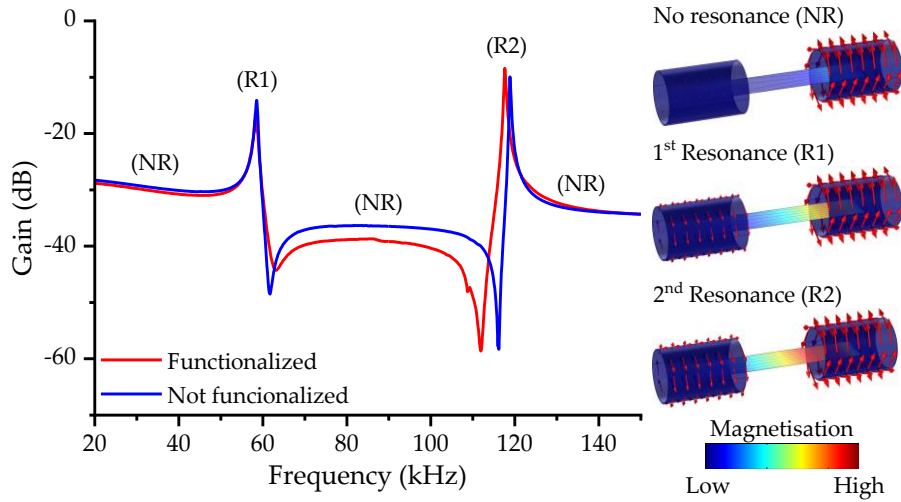 0
-20
-40
-60
20
40
60
80
100
120
140
Gain (dB)
Frequency (kHz)
(NR)
(R1)
(NR)
(R2)
(NR)
Functionalized
Not funcionalized
No resonance (NR)
1st Resonance (R1)
2nd Resonance (R2)
Magnetisation
Low High